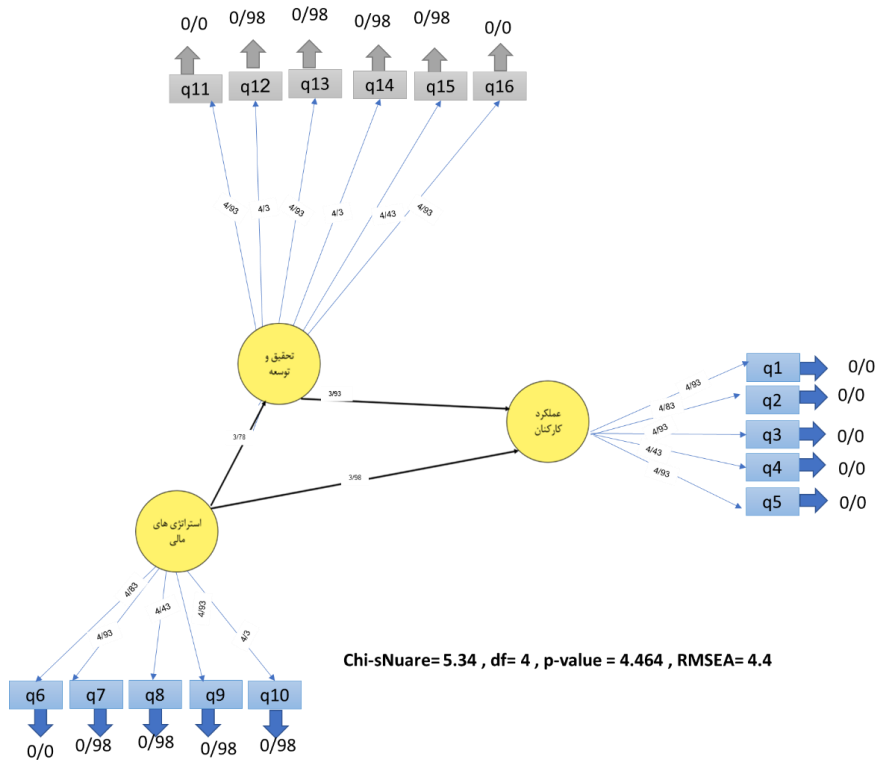 0/0 0/98 0/98 0/98 0/98 0/0
q11 q12 q13 q14 q15 q16
4/93 4/3 4/93 4/3 4/43 4/93
تحقیق و
توسعه
3/93
عملکرد
کارکنان
4/93 q1 0/0
4/83 q2 0/0
4/93 q3 0/0
4/43 q4 0/0
4/93 q5 0/0
3/78
3/98
استراتژی های
مالی
4/83 4/93 4/43 4/93 4/3
Chi-sNuare= 5.34 , df= 4 , p-value = 4.464 , RMSEA= 4.4
q6 q7 q8 q9 q10
0/0 0/98 0/98 0/98 0/98